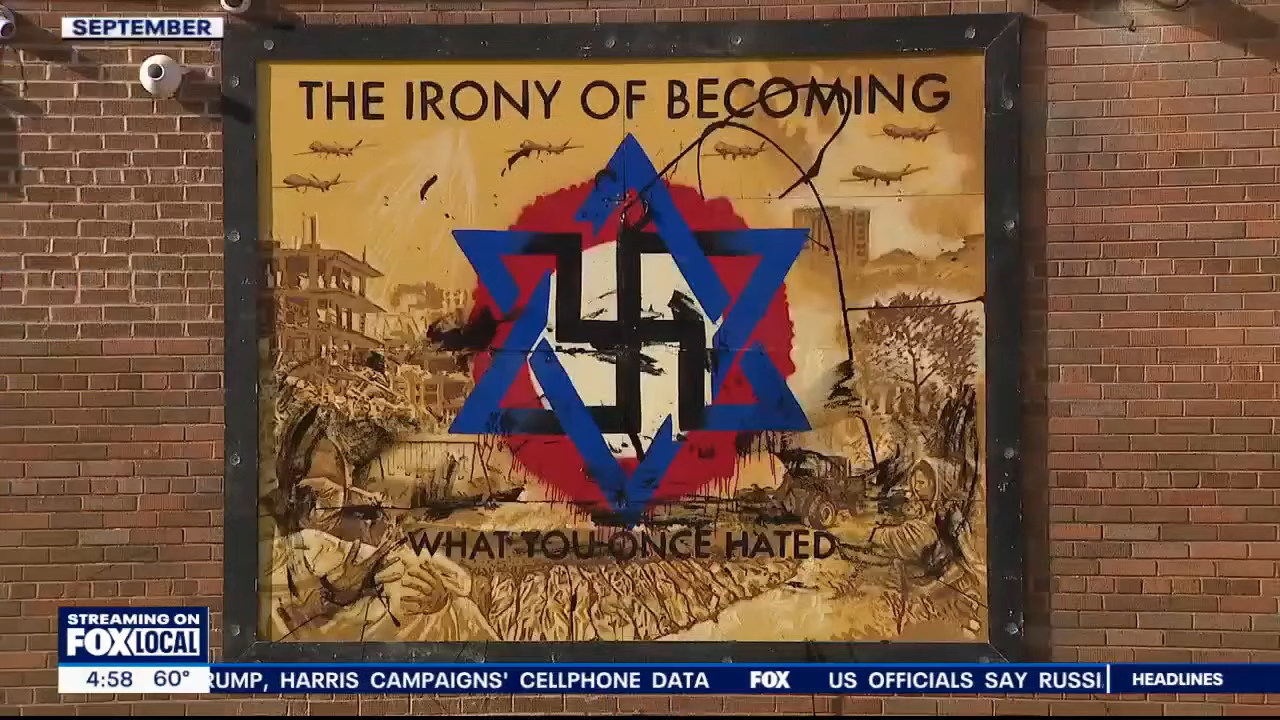 SEPTEMBER
THE IRONY OF BECOMING
WHAT YOU ONCE HATED
STREAMING ON
FOX LOCAL
4:58 60° RUMP, HARRIS CAMPAIGNS' CELLPHONE DATA FOX US OFFICIALS SAY RUSSI HEADLINES